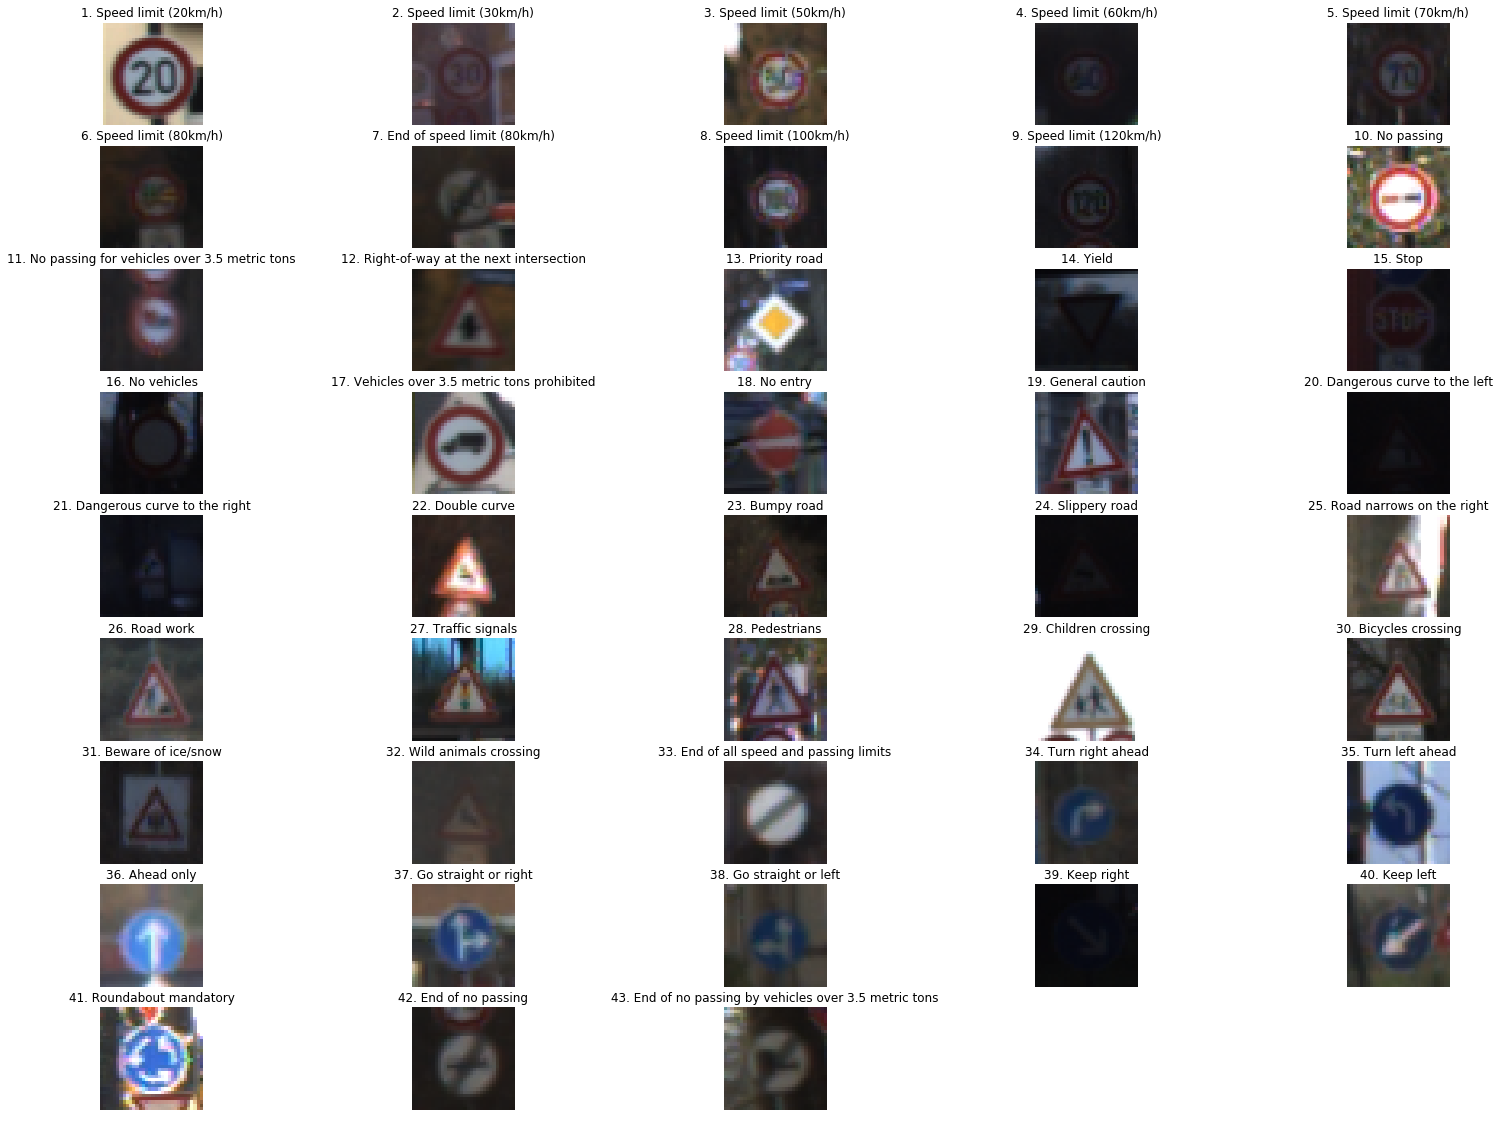 1. Speed limit (20km/h)
2. Speed limit (30km/h)
3. Speed limit (50km/h)
4. Speed limit (60km/h)
5. Speed limit (70km/h)
20
30
50
60
70
6. Speed limit (80km/h)
7. End of speed limit (80km/h)
8. Speed limit (100km/h)
9. Speed limit (120km/h)
10. No passing
100
120
11. No passing for vehicles over 3.5 metric tons
12. Right-of-way at the next intersection
13. Priority road
14. Yield
15. Stop
STOP
16. No vehicles
17. Vehicles over 3.5 metric tons prohibited
18. No entry
19. General caution
20. Dangerous curve to the left
21. Dangerous curve to the right
22. Double curve
23. Bumpy road
24. Slippery road
25. Road narrows on the right
26. Road work
27. Traffic signals
28. Pedestrians
29. Children crossing
30. Bicycles crossing
31. Beware of ice/snow
32. Wild animals crossing
33. End of all speed and passing limits
34. Turn right ahead
35. Turn left ahead
36. Ahead only
37. Go straight or right
38. Go straight or left
39. Keep right
40. Keep left
41. Roundabout mandatory
42. End of no passing
43. End of no passing by vehicles over 3.5 metric tons